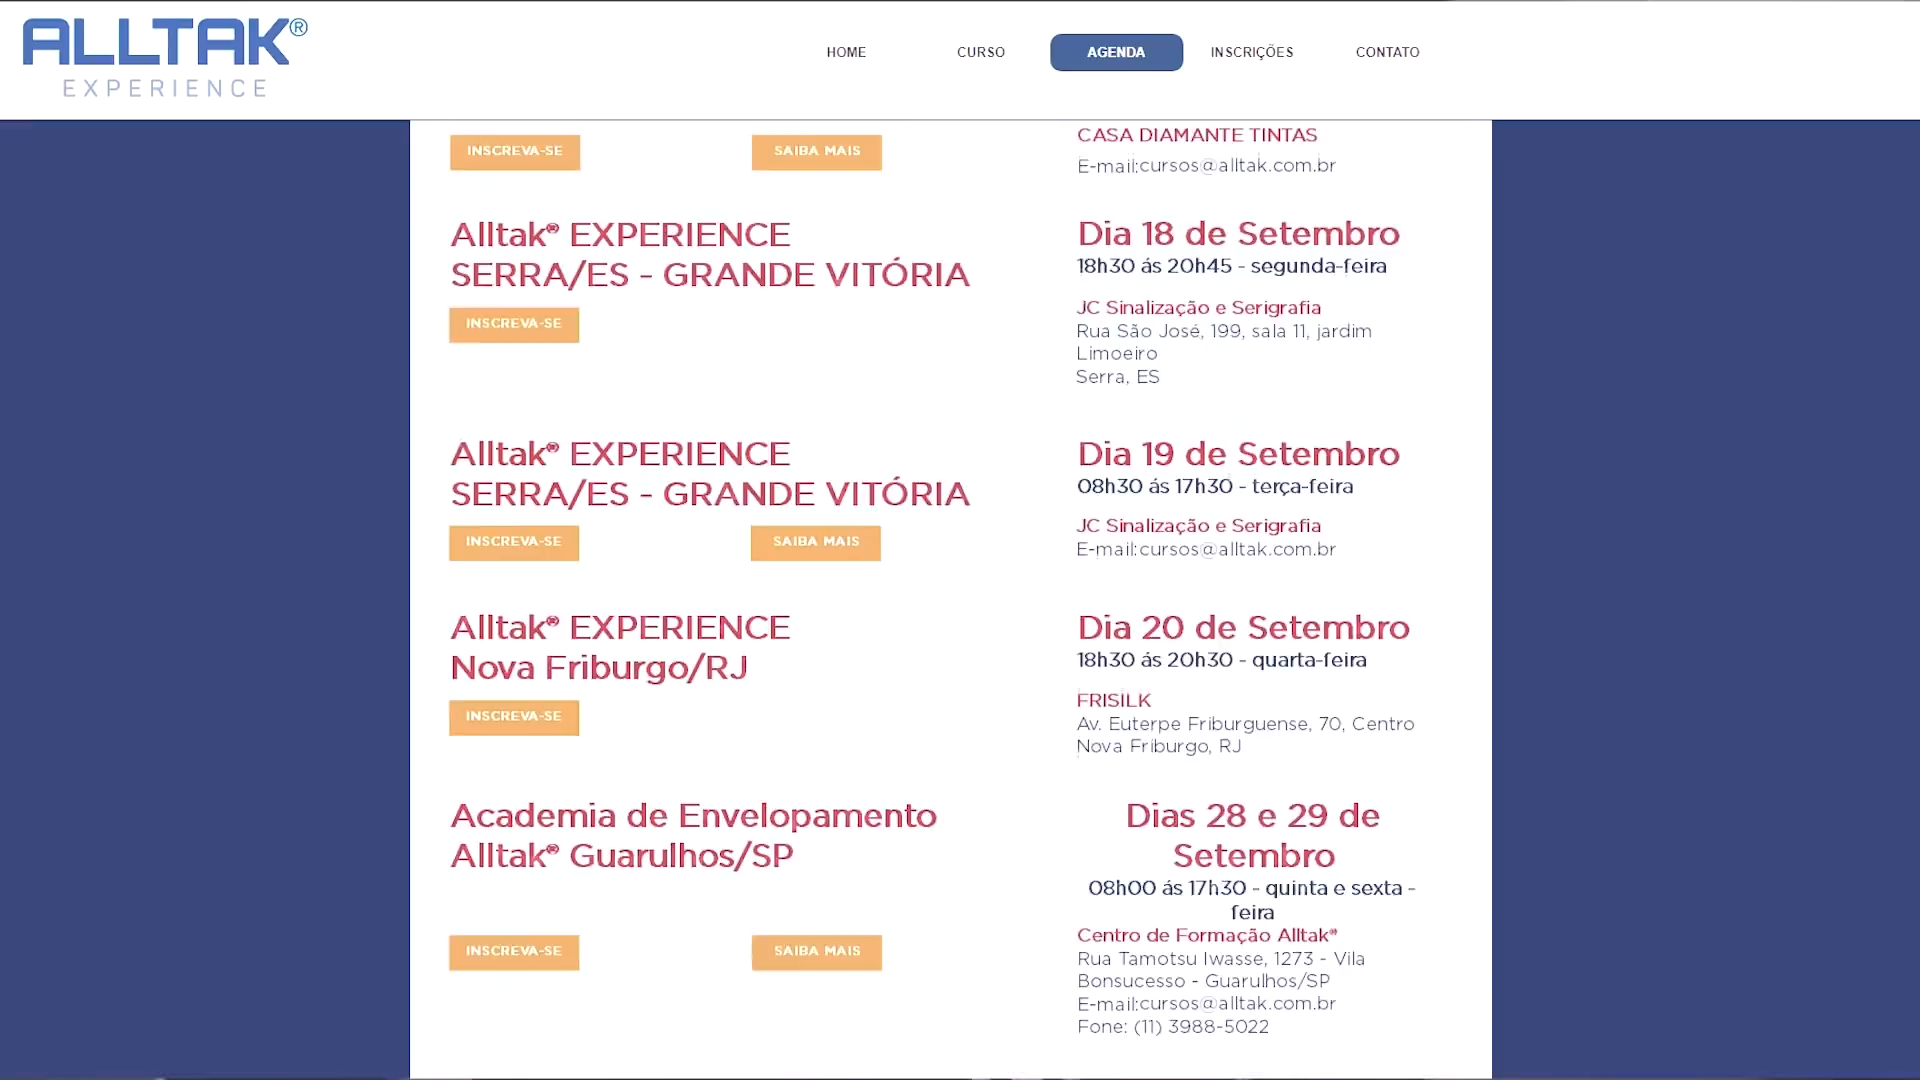 ALLTAK®
EXPERIENCE
HOME
CURSO
AGENDA
INSCRIÇÕES
CONTATO
INSCREVA-SE
SAIBA MAIS
CASA DIAMANTE TINTAS
E-mail:cursos@alltak.com.br
Alltak® EXPERIENCE
SERRA/ES - GRANDE VITÓRIA
INSCREVA-SE
Dia 18 de Setembro
18h30 ás 20h45 - segunda-feira
JC Sinalização e Serigrafia
Rua São José, 199, sala 11, jardim
Limoeiro
Serra, ES
Alltak® EXPERIENCE
SERRA/ES - GRANDE VITÓRIA
INSCREVA-SE
SAIBA MAIS
Dia 19 de Setembro
08h30 ás 17h30 - terça-feira
JC Sinalização e Serigrafia
E-mail:cursos@alltak.com.br
Alltak® EXPERIENCE
Nova Friburgo/RJ
INSCREVA-SE
Dia 20 de Setembro
18h30 ás 20h30 - quarta-feira
FRISILK
Av. Euterpe Friburguense, 70, Centro
Nova Friburgo, RJ
Academia de Envelopamento
Alltak® Guarulhos/SP
INSCREVA-SE
SAIBA MAIS
Dias 28 e 29 de
Setembro
08h00 ás 17h30 - quinta e sexta -
feira
Centro de Formação Alltak®
Rua Tamotsu Iwasse, 1273 - Vila
Bonsucesso - Guarulhos/SP
E-mail:cursos@alltak.com.br
Fone: (11) 3988-5022